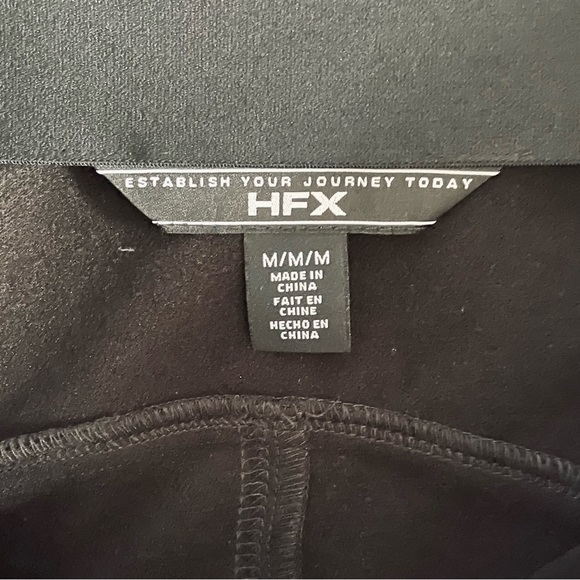 ESTABLISH YOUR JOURNEY TODAY
HFX
M/M/M
MADE IN
CHINA
FAIT EN
CHINE
HECHO EN
CHINA